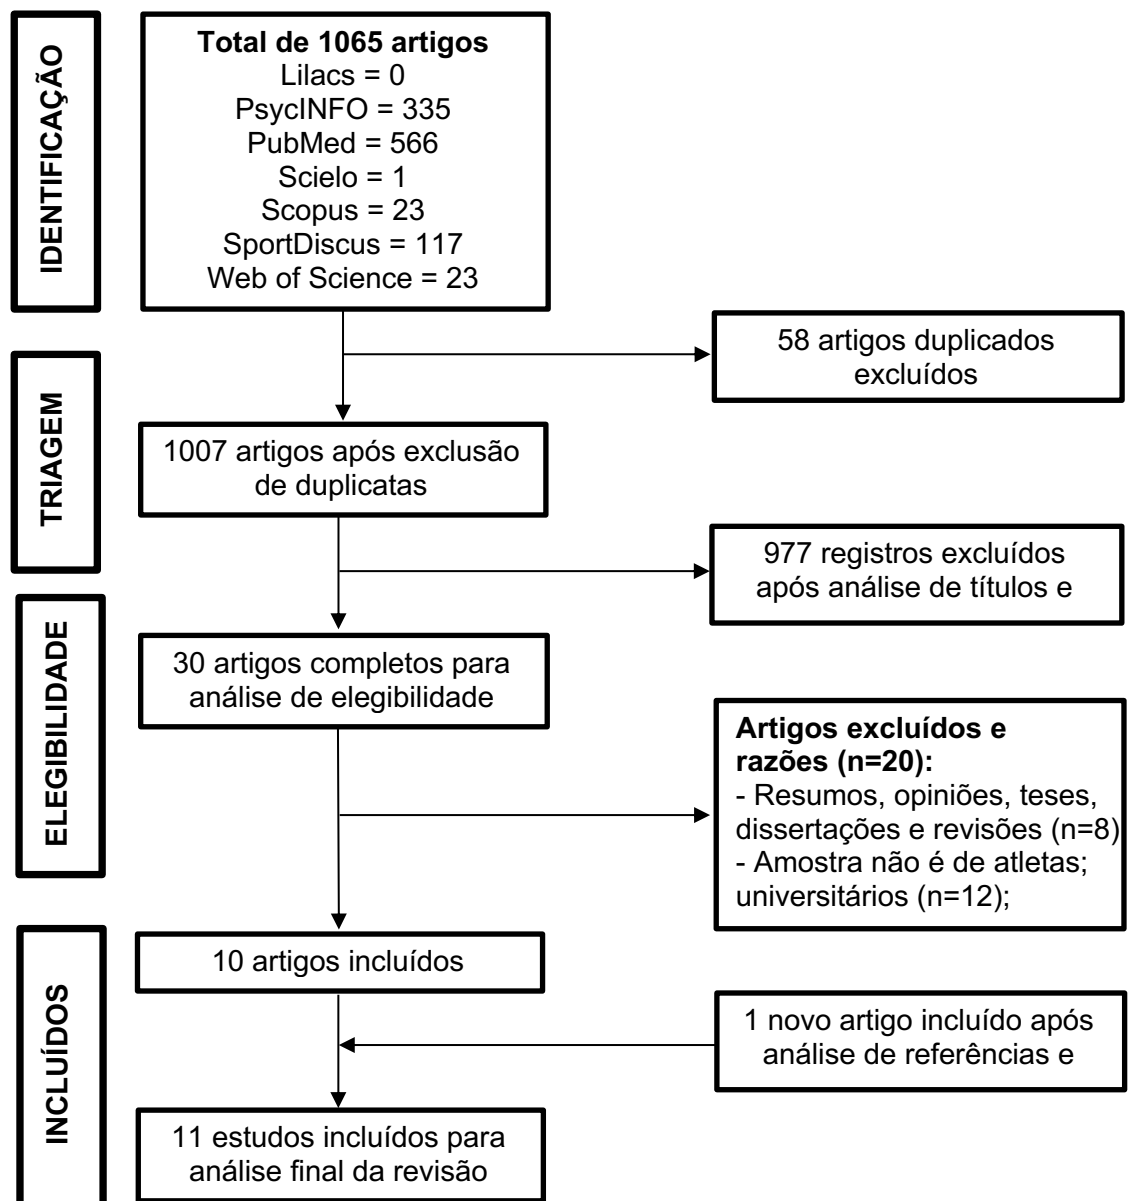 IDENTIFICAÇÃO
Total de 1065 artigos
Lilacs = 0
PsycINFO = 335
PubMed = 566
Scielo = 1
Scopus = 23
SportDiscus = 117
Web of Science = 23
58 artigos duplicados
excluídos
TRIAGEM
1007 artigos após exclusão
de duplicatas
977 registros excluídos
após análise de títulos e
ELEGIBILIDADE
30 artigos completos para
análise de elegibilidade
Artigos excluídos e
razões (n=20):
- Resumos, opiniões, teses,
dissertações e revisões (n=8)
- Amostra não é de atletas;
universitários (n=12);
INCLUÍDOS
10 artigos incluídos
1 novo artigo incluído após
análise de referências e
11 estudos incluídos para
análise final da revisão